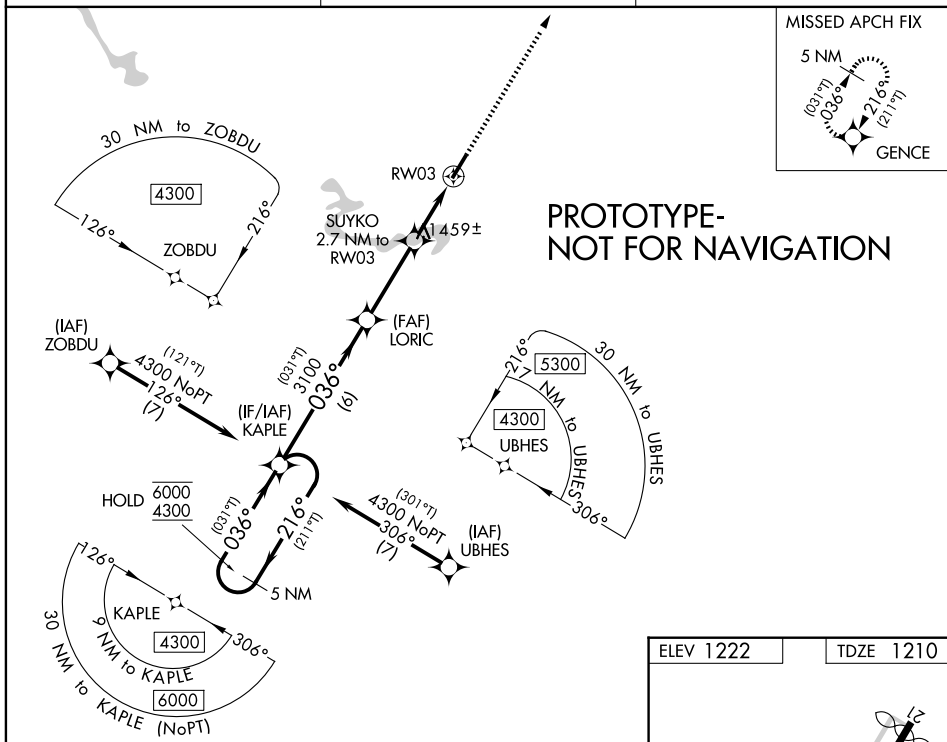 MISSED APCH FIX
5 NM
(031°T)
036°
216°
(211°T)
GENCE
30 NM to ZOBDU
4300
126°
216°
ZOBDU
RW03
SUYKO
2.7 NM to
RW03
1459±
PROTOTYPE-
NOT FOR NAVIGATION
(FAF)
LORIC
(IAF)
ZOBDU
(121°T)
4300 NoPT
126°
(7)
(031°T)
3100
036°
(6)
(IF/IAF)
KAPLE
216°
5300
30 NM to UBHES
17 NM to UBHES
4300
UBHES
306°
HOLD
6000
4300
(031°T)
036°
216°
(211°T)
5 NM
(301°T)
4300 NoPT
306°
(7)
(IAF)
UBHES
126°
KAPLE
306°
4300
9 NM to KAPLE
6000
30 NM to KAPLE (NoPT)
ELEV 1222
TDZE 1210
21